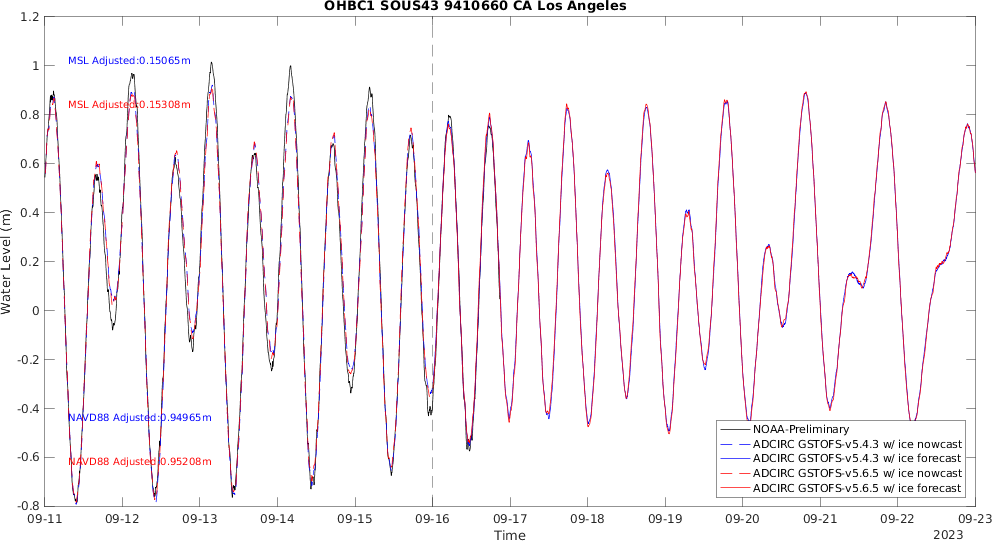 OHBC1 SOUS43 9410660 CA Los Angeles
1.2
1
0.8
0.6
0.4
0.2
0
-0.2
-0.4
-0.6
-0.8
Water Level (m)
MSL Adjusted:0.15065m
MSL Adjusted:0.15308m
NAVD88 Adjusted:0.94965m
NAVD88 Adjusted:0.95208m
NOAA-Preliminary
ADCIRC GSTOFS-v5.4.3 w/ ice nowcast
ADCIRC GSTOFS-v5.4.3 w/ ice forecast
ADCIRC GSTOFS-v5.6.5 w/ ice nowcast
ADCIRC GSTOFS-v5.6.5 w/ ice forecast
09-11 09-12 09-13 09-14 09-15 09-16 09-17 09-18 09-19 09-20 09-21 09-22 09-23
Time
2023